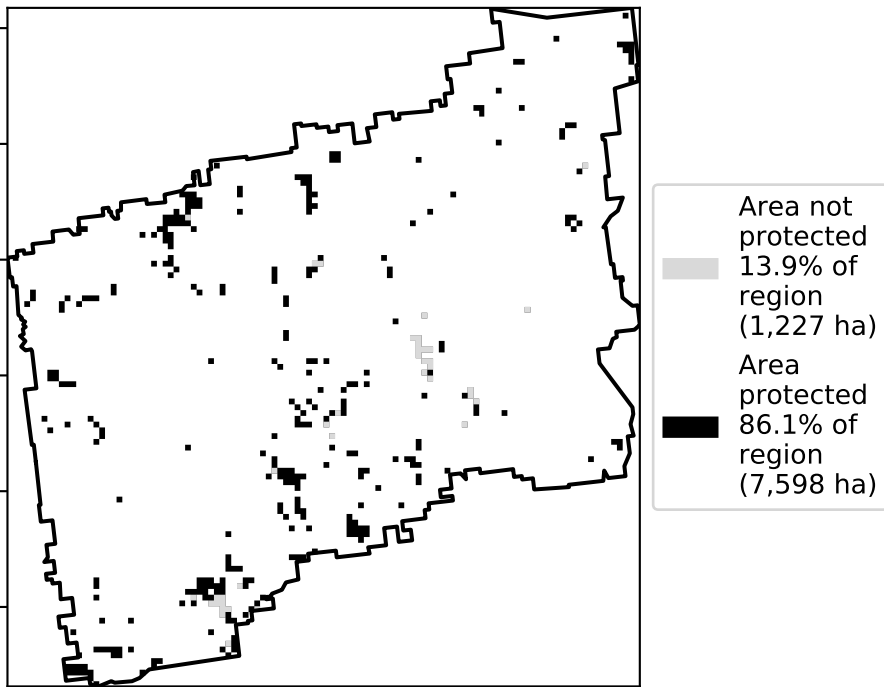 Area not
protected
13.9% of
region
(1,227 ha)
Area
protected
86.1% of
region
(7,598 ha)